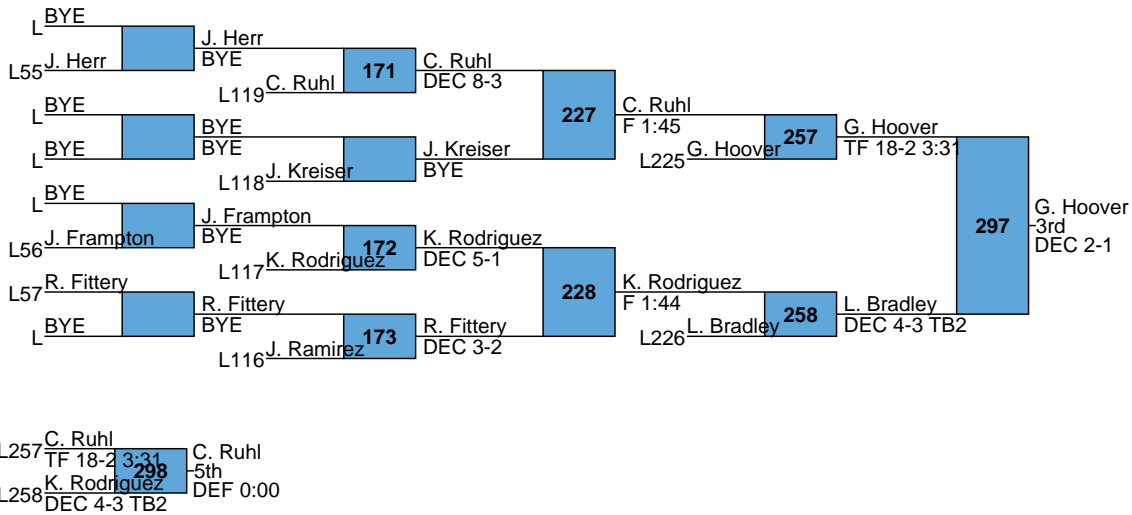 L BYE
L55 J. Herr
J. Herr
BYE
L119 C. Ruhl
171
C. Ruhl
DEC 8-3
L BYE
L BYE
BYE
BYE
L118 J. Kreiser
J. Kreiser
BYE
227
C. Ruhl
F 1:45
L225 G. Hoover
257
G. Hoover
TF 18-2 3:31
L BYE
L56 J. Frampton
J. Frampton
BYE
L117 K. Rodriguez
172
K. Rodriguez
DEC 5-1
L57 R. Fittery
L BYE
R. Fittery
BYE
L116 J. Ramirez
173
R. Fittery
DEC 3-2
228
K. Rodriguez
F 1:44
L226 L. Bradley
258
L. Bradley
DEC 4-3 TB2
297
G. Hoover
3rd
DEC 2-1
L257 C. Ruhl
TF 18-2 3:31
L258 K. Rodriguez
DEC 4-3 TB2
298
C. Ruhl
5th
DEF 0:00